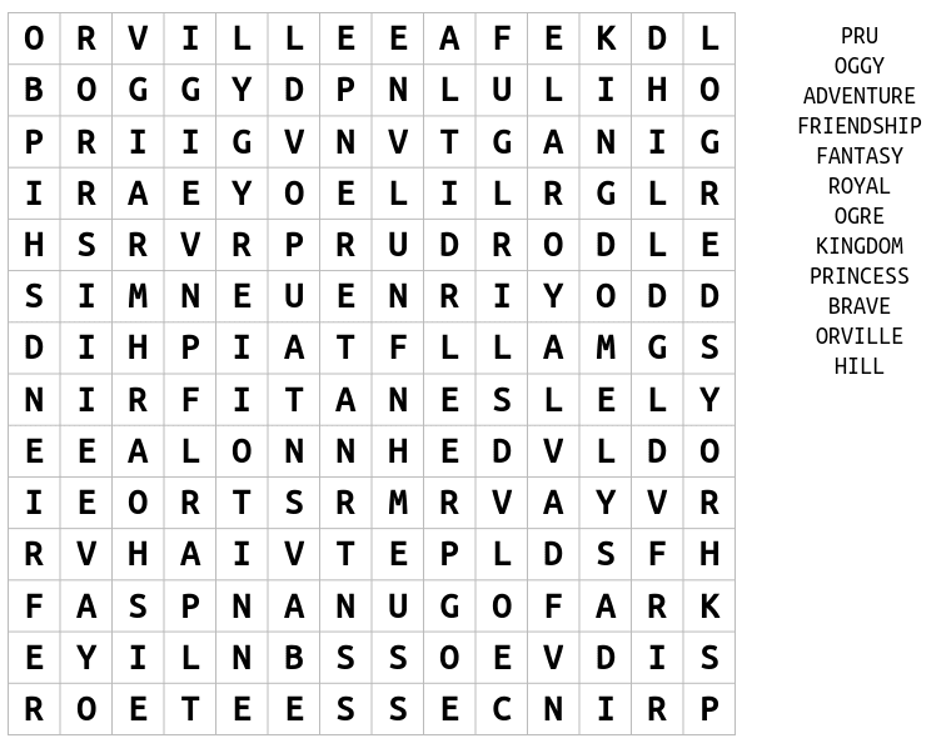 O R V I L L E E A F E K D L
B O G G Y D P N L U L I H O
P R I I G V N V T G A N I G
I R A E Y O E L I L R G L R
H S R V R P R U D R O D L E
S I M N E U E N R I Y O D D
D I H P I A T F L L A M G S
N I R F I T A N E S L E L Y
E E A L O N N H E D V L D O
I E O R T S R M R V A Y V R
R V H A I V T E P L D S F H
F A S P N A N U G O F A R K
E Y I L N B S S O E V D I S
R O E T E E S S E C N I R P
PRU
OGGY
ADVENTURE
FRIENDSHIP
FANTASY
ROYAL
OGRE
KINGDOM
PRINCESS
BRAVE
ORVILLE
HILL